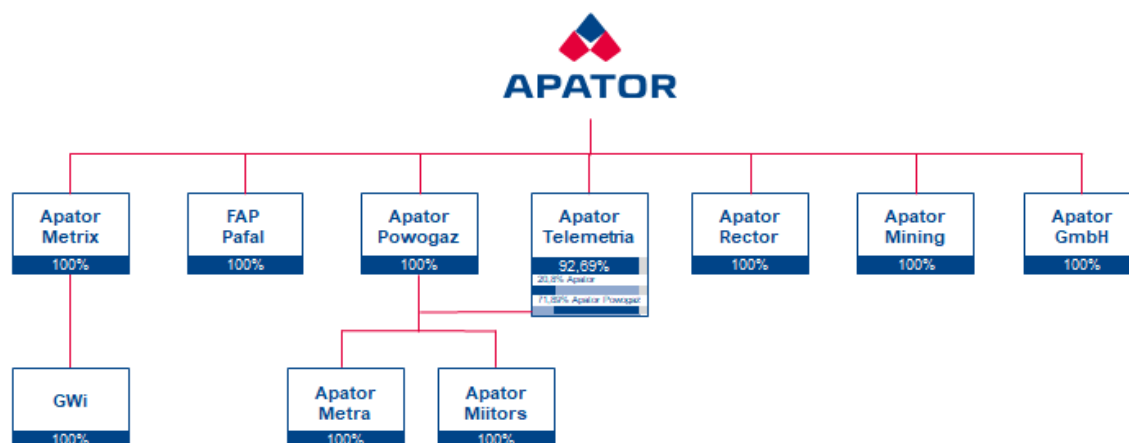 APATOR
Apator
Metrix
100%
FAP
Pafal
100%
Apator
Powogaz
100%
Apator
Telemetria
92,69%
20,8% Apator
71,89% Apator Powogaz
Apator
Rector
100%
Apator
Mining
100%
Apator
GmbH
100%
GWi
100%
Apator
Metra
100%
Apator
Miitors
100%